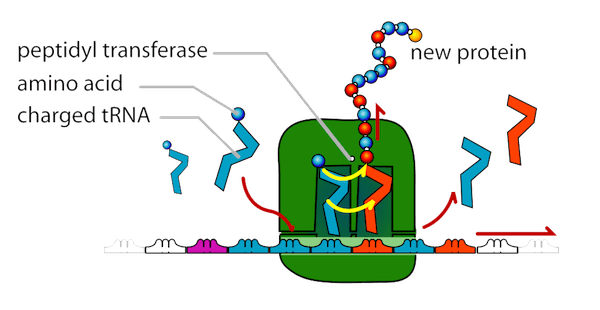 peptidyl transferase
amino acid
charged tRNA
new protein